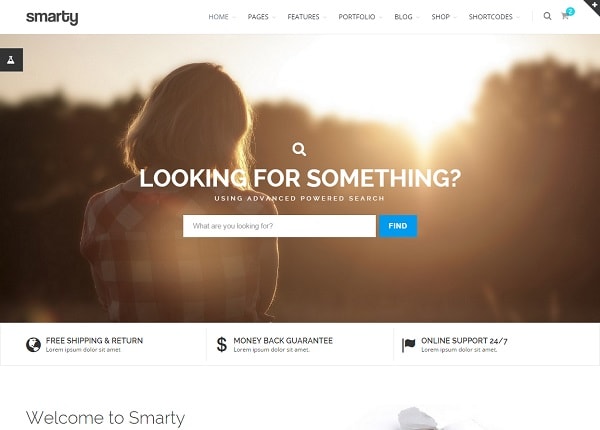 smarty
HOME PAGES FEATURES PORTFOLIO BLOG SHOP SHORTCODES
2
LOOKING FOR SOMETHING?
USING ADVANCED POWERED SEARCH
What are you looking for?
FIND
FREE SHIPPING & RETURN
Lorem ipsum dolor sit amet
$ MONEY BACK GUARANTEE
Lorem ipsum dolor sit amet.
ONLINE SUPPORT 24/7
Lorem ipsum dolor sit amet.
Welcome to Smarty